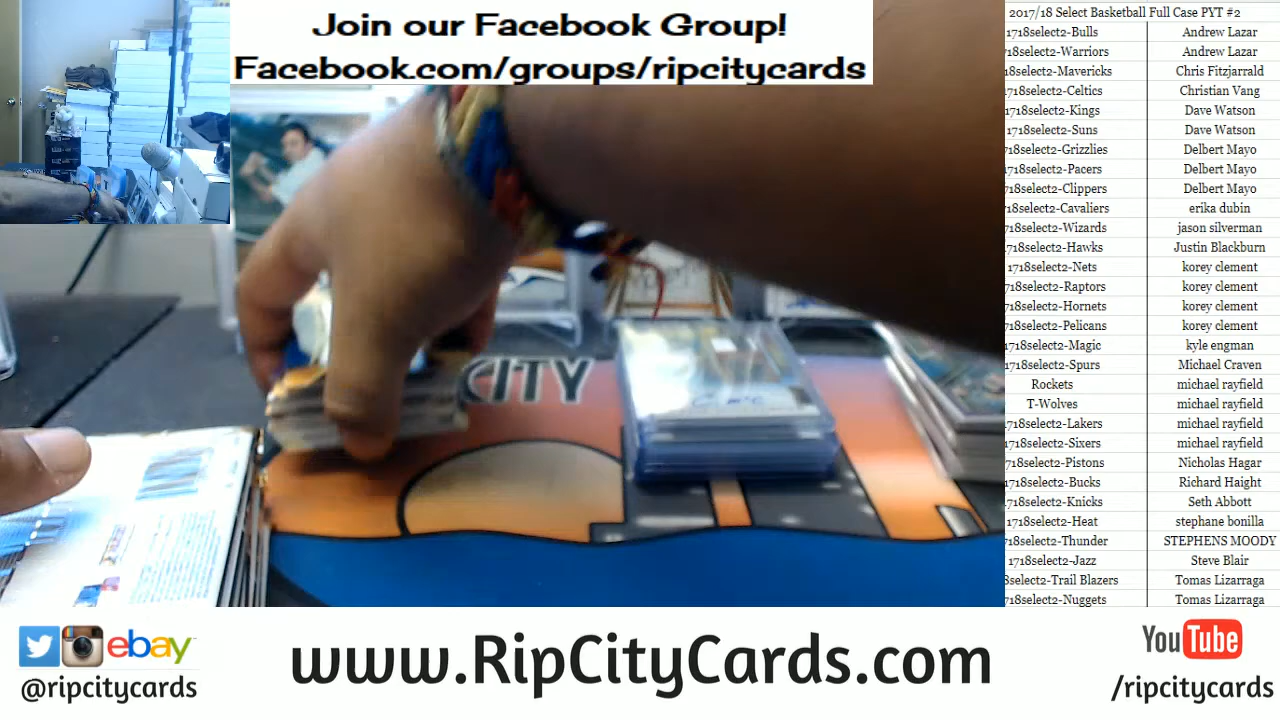 Join our Facebook Group!
Facebook.com/groups/ripcitycards
2017/18 Select Basketball Full Case PYT #2
1718select2-Bulls Andrew Lazar
1718select2-Warriors Andrew Lazar
1718select2-Mavericks Chris Fitzjarrald
1718select2-Celtics Christian Vang
1718select2-Kings Dave Watson
1718select2-Suns Dave Watson
1718select2-Grizzlies Delbert Mayo
1718select2-Pacers Delbert Mayo
1718select2-Clippers Delbert Mayo
718select2-Cavaliers erika dubin
1718select2-Wizards jason silverman
1718select2-Hawks Justin Blackburn
1718select2-Nets korey clement
1718select2-Raptors korey clement
1718select2-Hornets korey clement
1718select2-Pelicans korey clement
1718select2-Magic kyle engman
1718select2-Spurs Michael Craven
Rockets michael rayfield
T-Wolves michael rayfield
1718select2-Lakers michael rayfield
1718select2-Sixers michael rayfield
1718select2-Pistons Nicholas Hagar
1718select2-Bucks Richard Haight
1718select2-Knicks Seth Abbott
1718select2-Heat stephane bonilla
718select2-Thunder STEPHENS MOODY
1718select2-Jazz Steve Blair
8select2-Trail Blazers Tomas Lizarraga
718select2-Nuggets Tomas Lizarraga
CITY
ebay
@ripcitycards
www.RipCityCards.com
YouTube
/ripcitycards